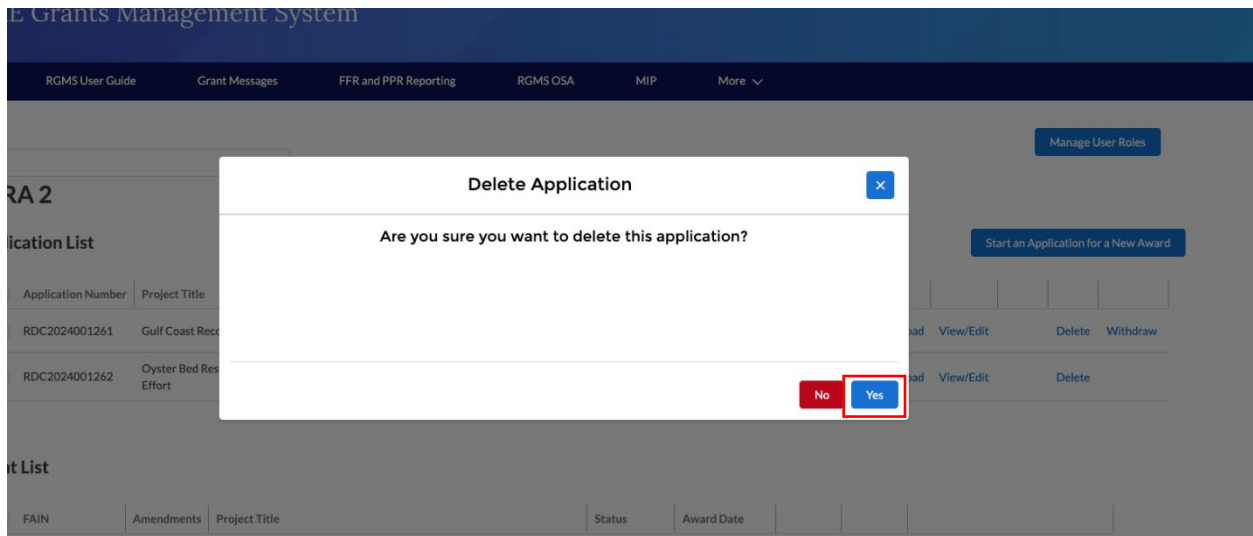 E Grants Management System
RGMS User Guide Grant Messages FFR and PPR Reporting RGMS OSA MIP More
Manage User Roles
RA 2
Delete Application
Are you sure you want to delete this application?
ication List
Start an Application for a New Award
Application Number Project Title
RDC2024001261 Gulf Coast Reco oad View/Edit Delete Withdraw
RDC2024001262 Oyster Bed Res
Effort oad View/Edit Delete
No Yes
nt List
FAIN Amendments Project Title Status Award Date